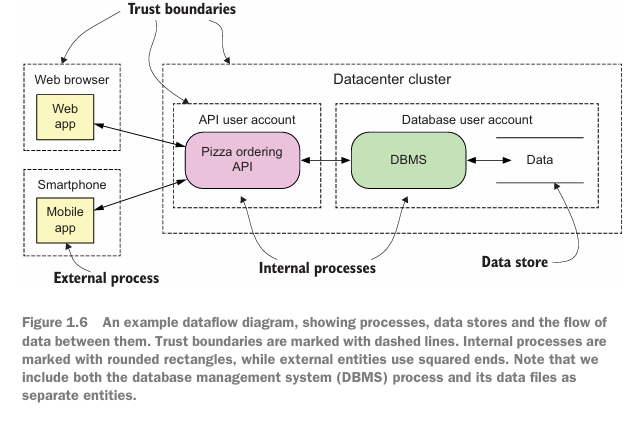 Trust boundaries
Web browser
Web
app
Smartphone
Mobile
app
External process
Datacenter cluster
API user account
Pizza ordering
API
Database user account
DBMS
Data
Internal processes
Data store
Figure 1.6 An example dataflow diagram, showing processes, data stores and the flow of
data between them. Trust boundaries are marked with dashed lines. Internal processes are
marked with rounded rectangles, while external entities use squared ends. Note that we
include both the database management system (DBMS) process and its data files as
separate entities.